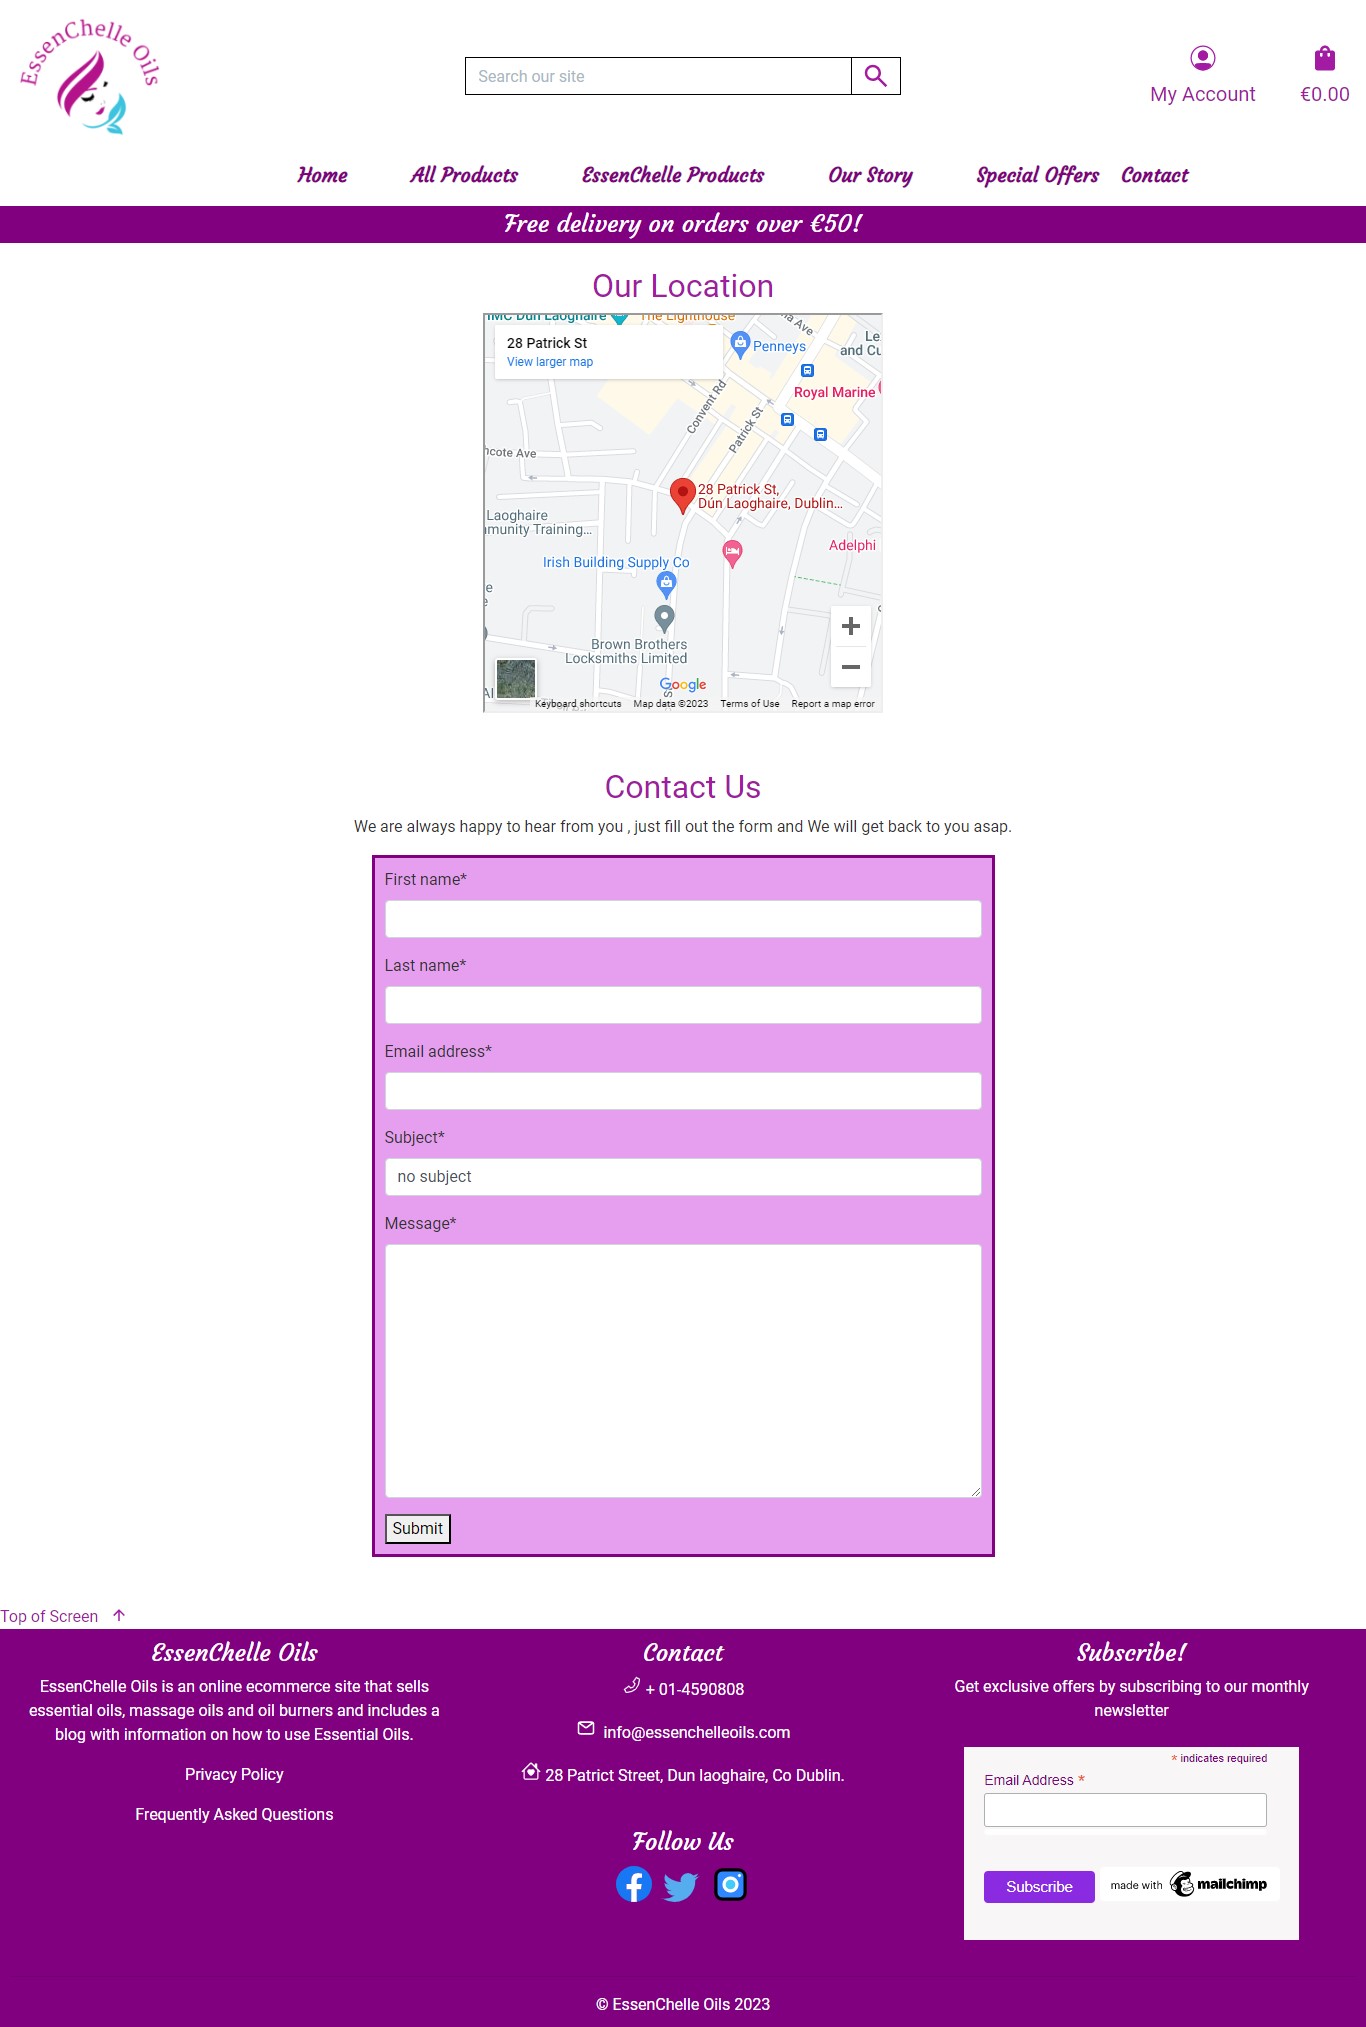 EssenChelle Oils
Search our site
My Account
€0.00
Home
All Products
EssenChelle Products
Our Story
Special Offers
Contact
Free delivery on orders over €50!
Our Location
IMC Dún Laoghaire
The Lighthouse
28 Patrick St
View larger map
Penneys
and Cu
Royal Marine
Convent Rd
Patrick St
ncote Ave
28 Patrick St,
Dún Laoghaire, Dublin...
Laoghaire
munity Training...
Adelphi
Irish Building Supply Co
Brown Brothers
Locksmiths Limited
Google
Keyboard shortcuts
Map data ©2023
Terms of Use
Report a map error
Contact Us
We are always happy to hear from you , just fill out the form and We will get back to you asap.
First name*
Last name*
Email address*
Subject*
no subject
Message*
Submit
Top of Screen
EssenChelle Oils
EssenChelle Oils is an online ecommerce site that sells
essential oils, massage oils and oil burners and includes a
blog with information on how to use Essential Oils.
Privacy Policy
Frequently Asked Questions
Contact
+ 01-4590808
info@essenchelleoils.com
28 Patrict Street, Dun laoghaire, Co Dublin.
Follow Us
Subscribe!
Get exclusive offers by subscribing to our monthly
newsletter
* indicates required
Email Address *
Subscribe
made with mailchimp
© EssenChelle Oils 2023